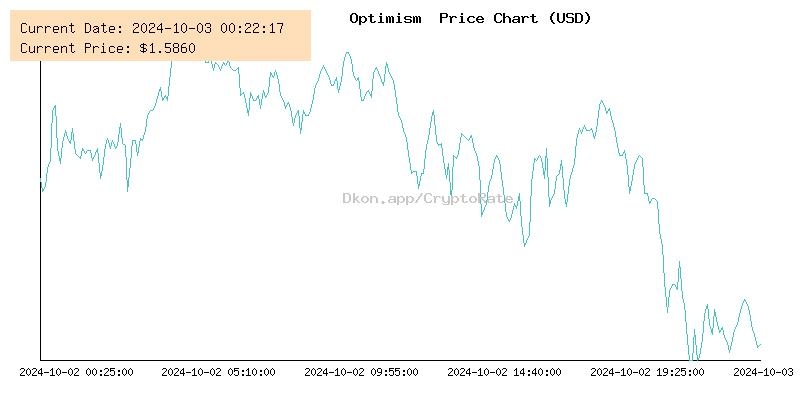 Optimism  Price Chart (USD)
Current Date: 2024-10-03 00:22:17
Current Price: $1.5860
Dkon.app/CryptoRate
2024-10-02 00:25:00 2024-10-02 05:10:00 2024-10-02 09:55:00 2024-10-02 14:40:00 2024-10-02 19:25:00 2024-10-03